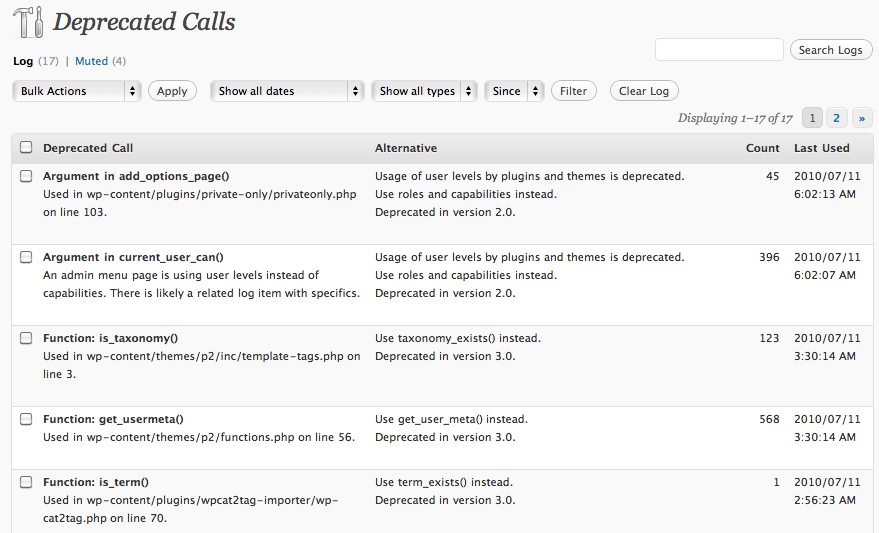 Deprecated Calls
Log (17) | Muted (4)
Search Logs
Bulk Actions Apply Show all dates Show all types Since Filter Clear Log
Displaying 1–17 of 17 1 2 »
Deprecated Call Alternative Count Last Used
Argument in add_options_page() Usage of user levels by plugins and themes is deprecated. 45 2010/07/11
Used in wp-content/plugins/private-only/privateonly.php Use roles and capabilities instead. 6:02:13 AM
on line 103. Deprecated in version 2.0.
Argument in current_user_can() Usage of user levels by plugins and themes is deprecated. 396 2010/07/11
An admin menu page is using user levels instead of Use roles and capabilities instead. 6:02:07 AM
capabilities. There is likely a related log item with specifics. Deprecated in version 2.0.
Function: is_taxonomy() Use taxonomy_exists() instead. 123 2010/07/11
Used in wp-content/themes/p2/inc/template-tags.php on Deprecated in version 3.0. 3:30:14 AM
line 3.
Function: get_usermeta() Use get_user_meta() instead. 568 2010/07/11
Used in wp-content/themes/p2/functions.php on line 56. Deprecated in version 3.0. 3:30:14 AM
Function: is_term() Use term_exists() instead. 1 2010/07/11
Used in wp-content/plugins/wpcat2tag-importer/wp- Deprecated in version 3.0. 2:56:23 AM
cat2tag.php on line 70.